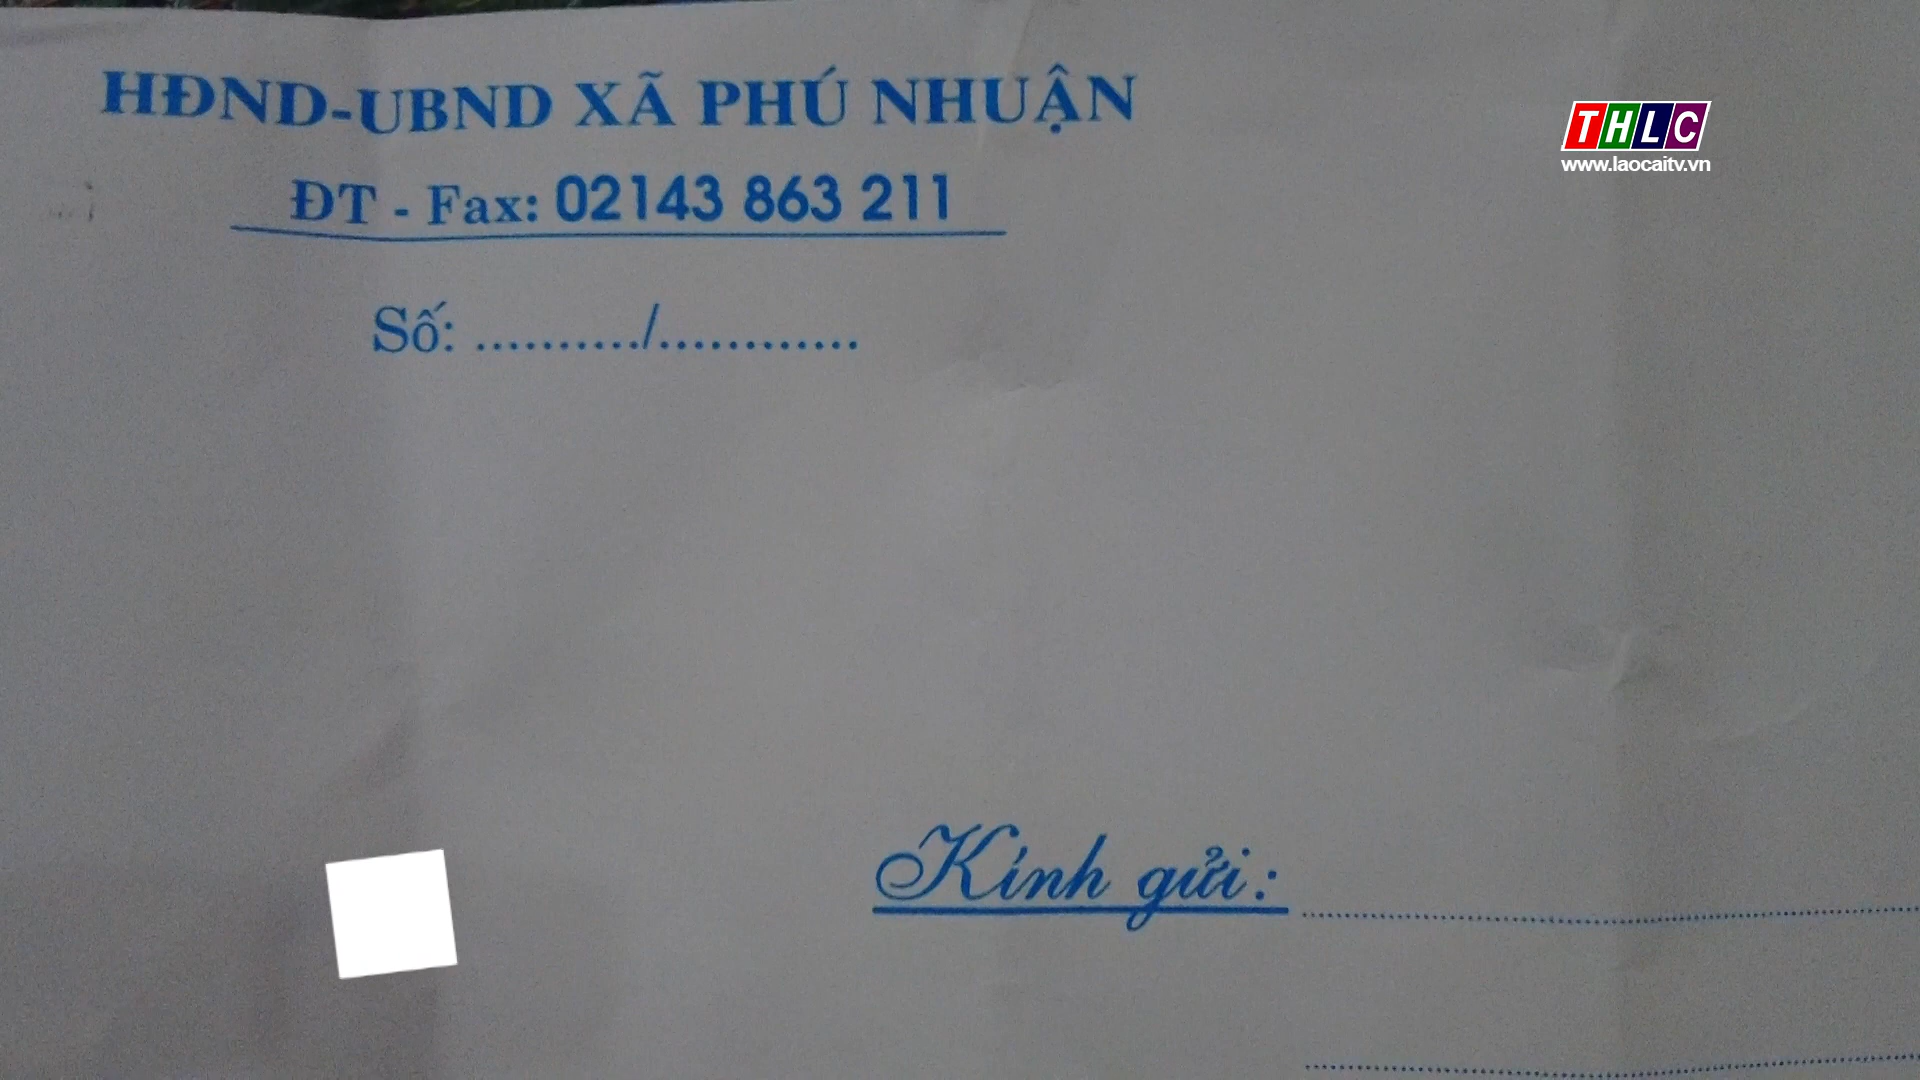 HĐND-UBND XÃ PHÚ NHUẬN
THLC
www.laocaitv.vn
ĐT - Fax: 02143 863 211
Số: ........../............
Kính gửi: